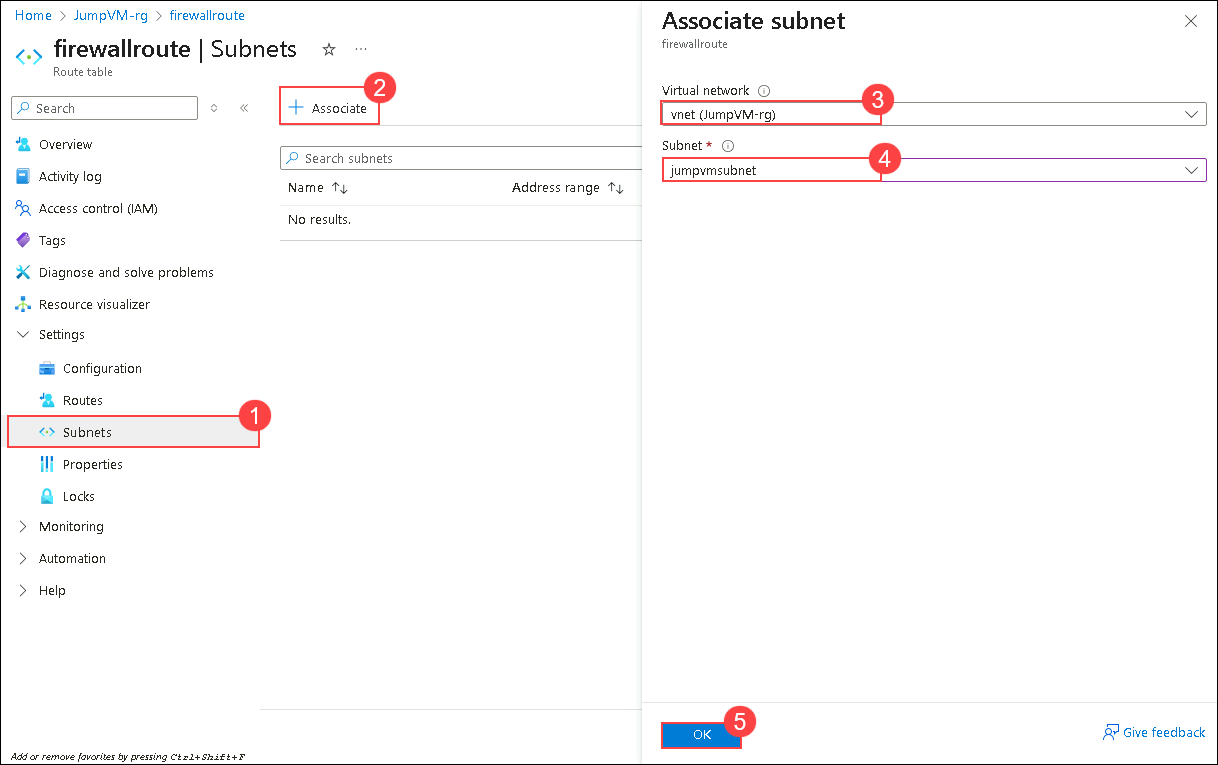 Home > JumpVM-rg > firewallroute
firewallroute | Subnets
Route table
Search
Overview
Activity log
Access control (IAM)
Tags
Diagnose and solve problems
Resource visualizer
Settings
Configuration
Routes
Subnets
1
Properties
Locks
Monitoring
Automation
Help
Add or remove favorites by pressing Ctrl+Shift+F
2
Associate
Search subnets
Name Address range
No results.
Associate subnet
firewallroute
Virtual network
3
vnet (JumpVM-rg)
Subnet *
4
jumpvmsubnet
5
OK
Give feedback